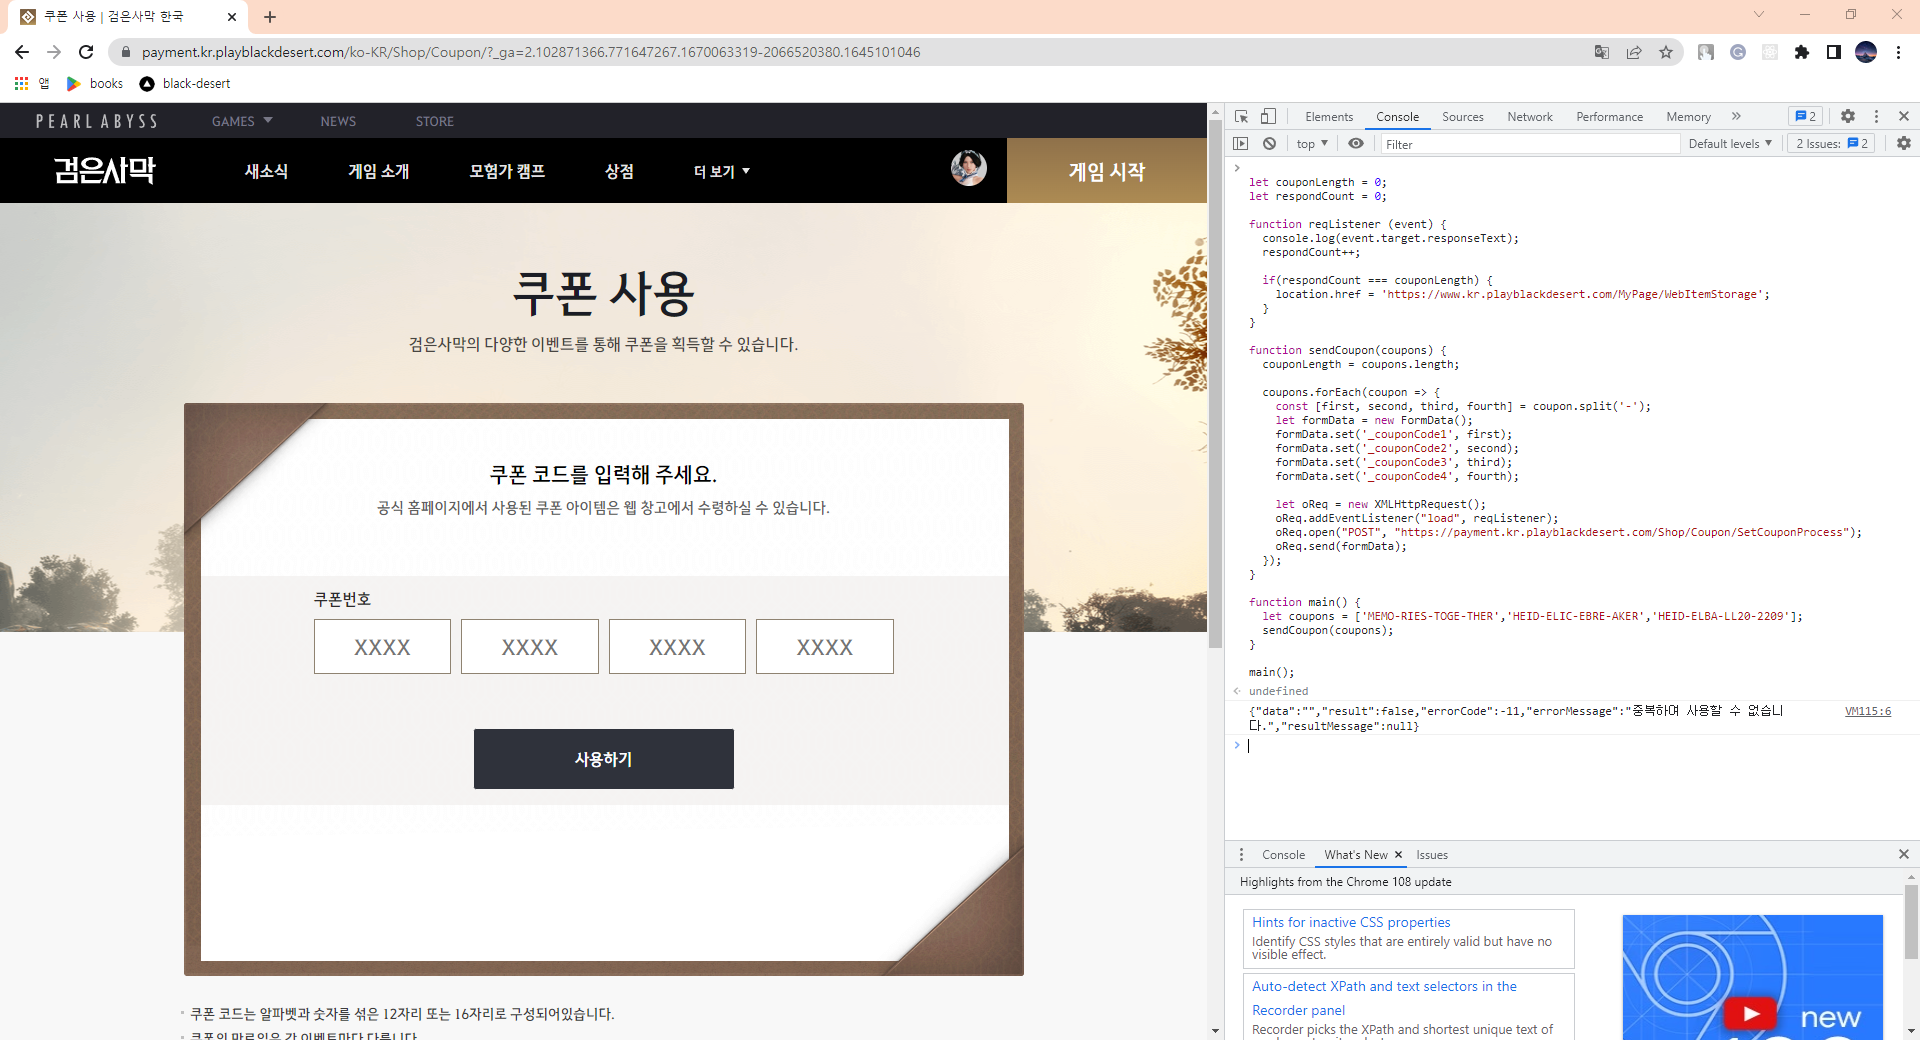 쿠폰 사용 | 검은사막 한국
payment.kr.playblackdesert.com/ko-KR/Shop/Coupon/?_ga=2.102871366.771647267.1670063319-2066520380.1645101046
앱 books black-desert
PEARL ABYSS GAMES NEWS STORE
검은사막 새소식 게임 소개 모험가 캠프 상점 더 보기 게임 시작
쿠폰 사용
검은사막의 다양한 이벤트를 통해 쿠폰을 획득할 수 있습니다.
쿠폰 코드를 입력해 주세요.
공식 홈페이지에서 사용된 쿠폰 아이템은 웹 창고에서 수령하실 수 있습니다.
쿠폰번호
XXXX XXXX XXXX XXXX
사용하기
쿠폰 코드는 알파벳과 숫자를 섞은 12자리 또는 16자리로 구성되어있습니다.
쿠폰의 만료일은 각 이벤트마다 다릅니다
Elements Console Sources Network Performance Memory 2
top Filter Default levels 2 Issues: 2
let couponLength = 0;
let respondCount = 0;
function reqListener (event) {
console.log(event.target.responseText);
respondCount++;
if(respondCount === couponLength) {
location.href = 'https://www.kr.playblackdesert.com/MyPage/WebItemStorage';
}
}
function sendCoupon(coupons) {
couponLength = coupons.length;
coupons.forEach(coupon => {
const [first, second, third, fourth] = coupon.split('-');
let formData = new FormData();
formData.set('_couponCode1', first);
formData.set('_couponCode2', second);
formData.set('_couponCode3', third);
formData.set('_couponCode4', fourth);
let oReq = new XMLHttpRequest();
oReq.addEventListener("load", reqListener);
oReq.open("POST", "https://payment.kr.playblackdesert.com/Shop/Coupon/SetCouponProcess");
oReq.send(formData);
});
}
function main() {
let coupons = ['MEMO-RIES-TOGE-THER','HEID-ELIC-EBRE-AKER','HEID-ELBA-LL20-2209'];
sendCoupon(coupons);
}
main();
undefined
{"data":"","result":false,"errorCode":-11,"errorMessage":"중복하여 사용할 수 없습니 VM115:6
다.","resultMessage":null}
Console What's New Issues
Highlights from the Chrome 108 update
Hints for inactive CSS properties
Identify CSS styles that are entirely valid but have no
visible effect.
Auto-detect XPath and text selectors in the
Recorder panel
Recorder picks the XPath and shortest unique text of
new